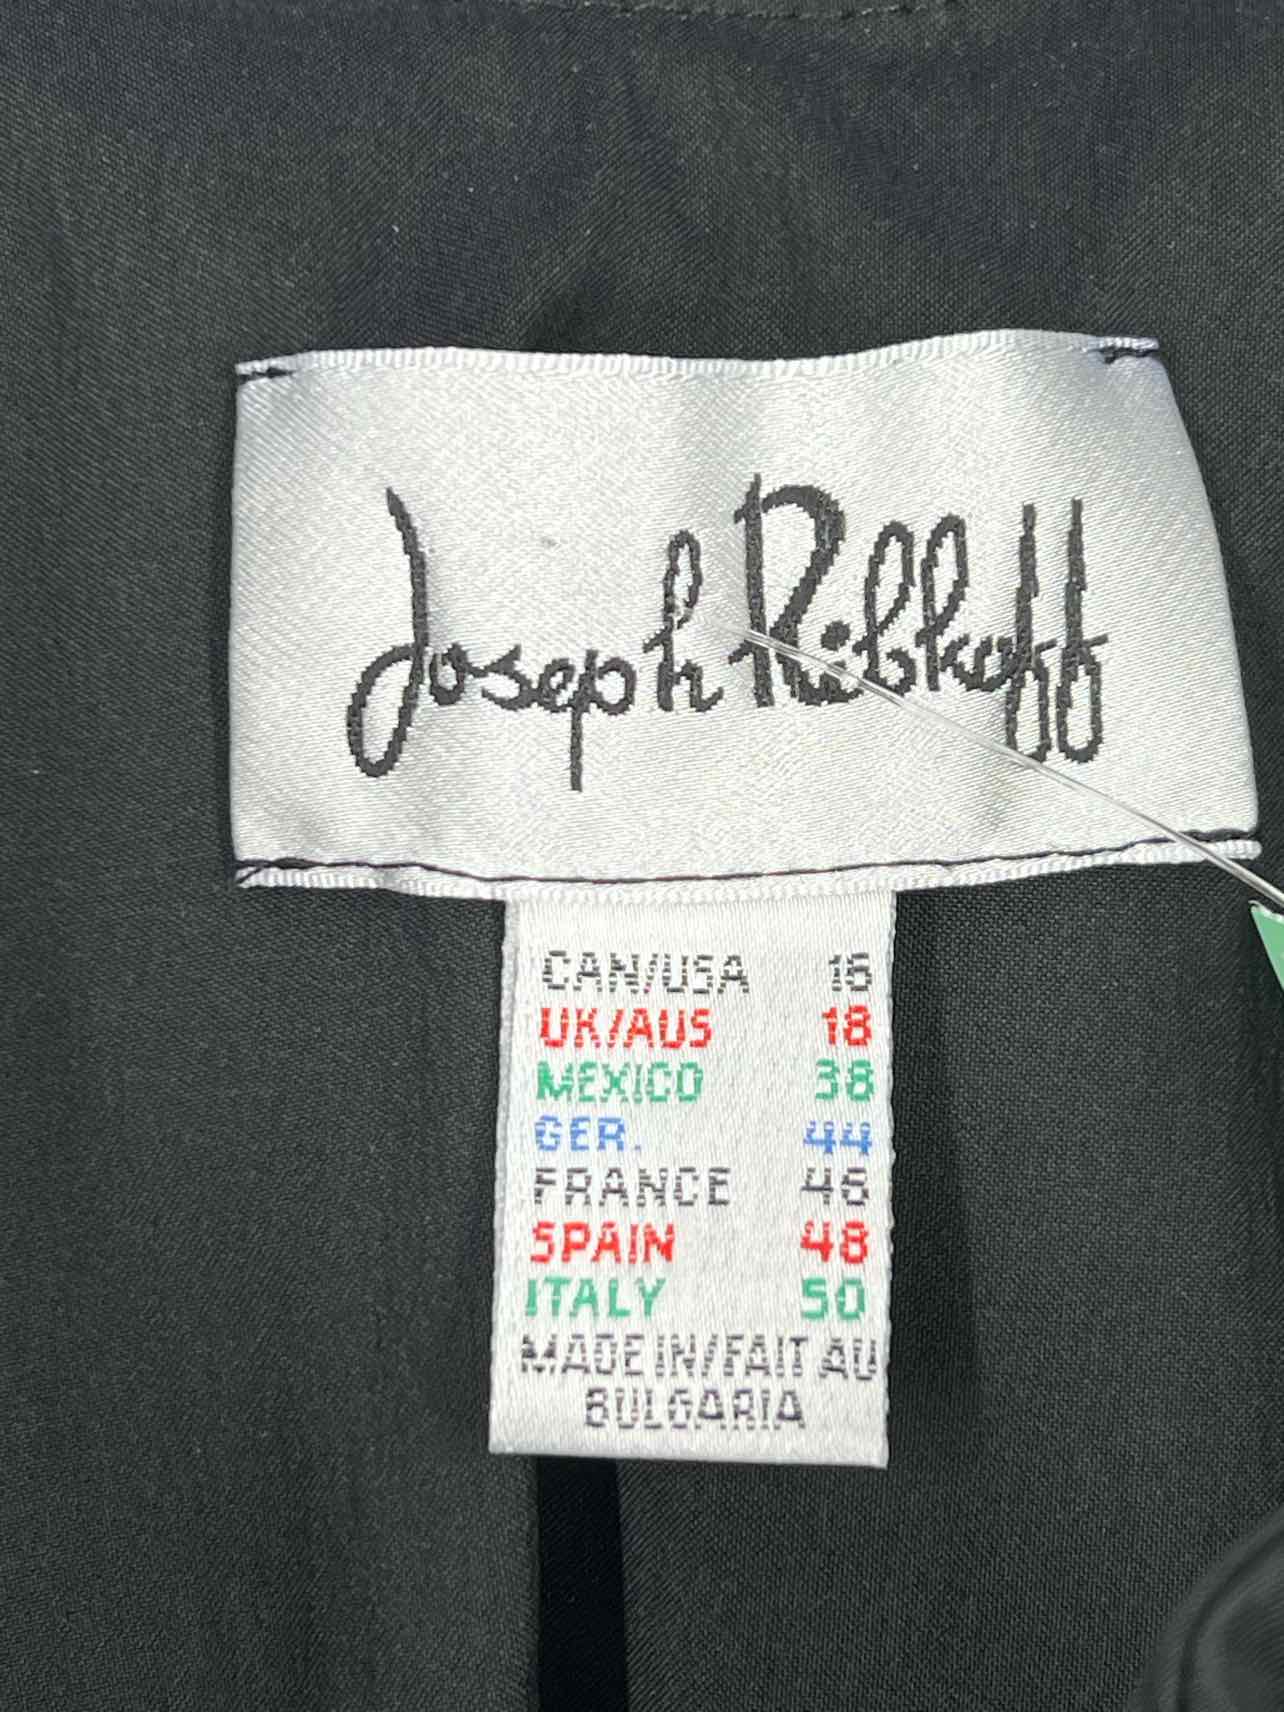 Joseph Ribkoff
CAN/USA 16
UK/AUS 18
MEXICO 38
GER. 44
FRANCE 46
SPAIN 48
ITALY 50
MADE IN/FAIT AU
BULGARIA